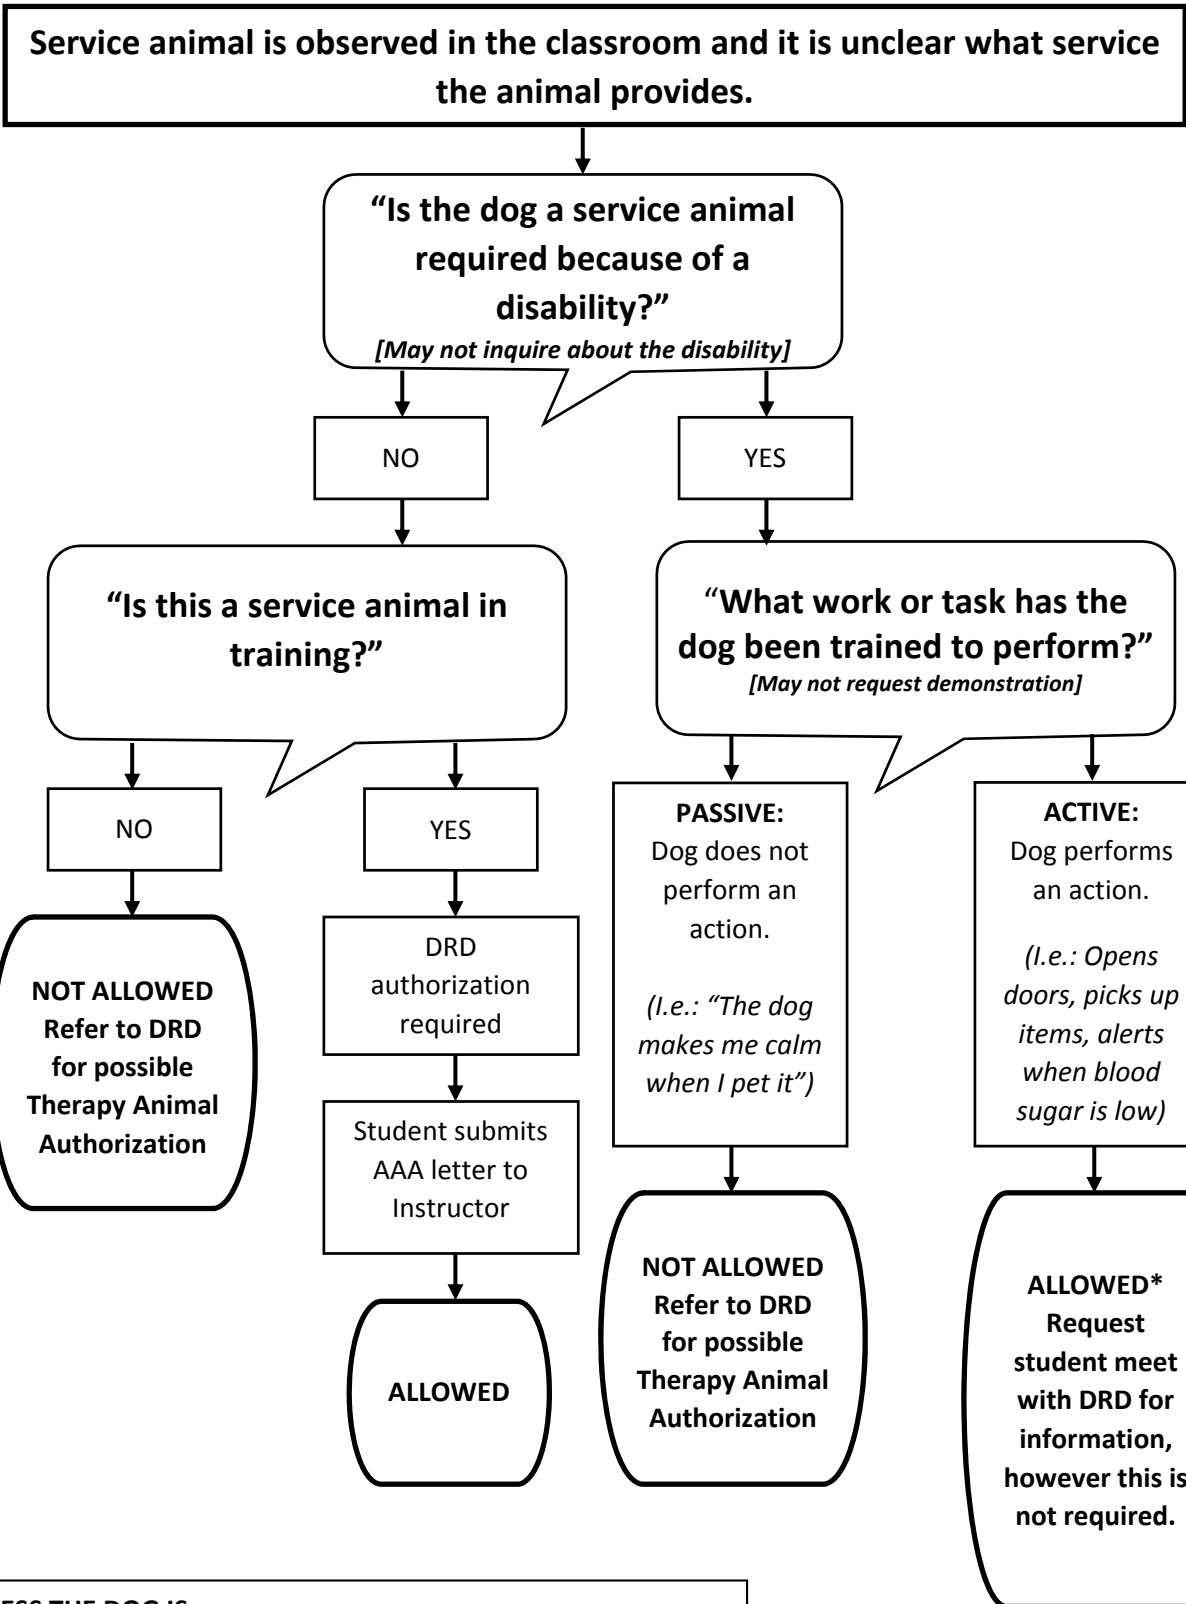 Service animal is observed in the classroom and it is unclear what service
the animal provides.
“Is the dog a service animal
required because of a
disability?”
[May not inquire about the disability]
NO
YES
“Is this a service animal in
training?”
“What work or task has the
dog been trained to perform?”
[May not request demonstration]
NO
YES
PASSIVE:
Dog does not
perform an
action.
(I.e.: “The dog
makes me calm
when I pet it”)
ACTIVE:
Dog performs
an action.
(I.e.: Opens
doors, picks up
items, alerts
when blood
sugar is low)
NOT ALLOWED
Refer to DRD
for possible
Therapy Animal
Authorization
DRD
authorization
required
Student submits
AAA letter to
Instructor
ALLOWED
NOT ALLOWED
Refer to DRD
for possible
Therapy Animal
Authorization
ALLOWED*
Request
student meet
with DRD for
information,
however this is
not required.
THE DOG IS